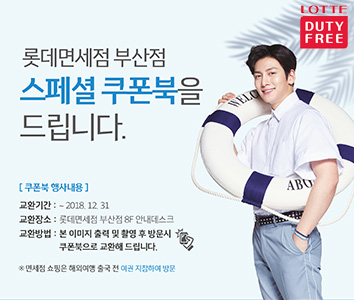 LOTTE
DUTY
FREE
롯데면세점 부산점
스페셜 쿠폰북을
드립니다.
WELC
ABO
[ 쿠폰북 행사내용 ]
교환기간 : ~ 2018. 12. 31
교환장소 : 롯데면세점 부산점 8F 안내데스크
교환방법 : 본 이미지 출력 및 촬영 후 방문시
쿠폰북으로 교환해 드립니다.
※ 면세점 쇼핑은 해외여행 출국 전 여권 지참하여 방문